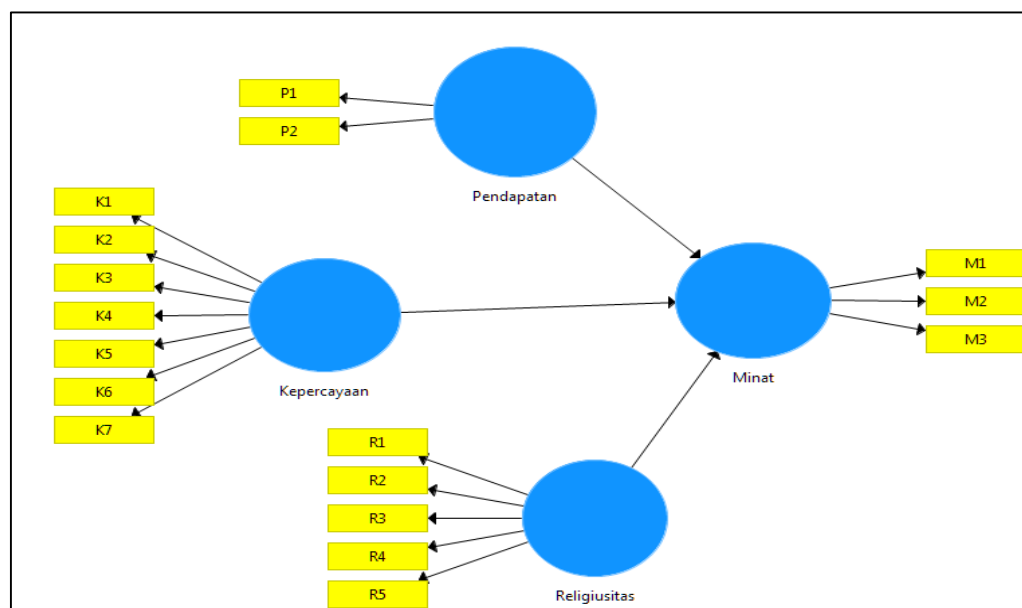 P1
P2
Pendapatan
K1
K2
K3
K4
K5
K6
K7
Kepercayaan
M1
M2
M3
Minat
R1
R2
R3
R4
R5
Religiusitas